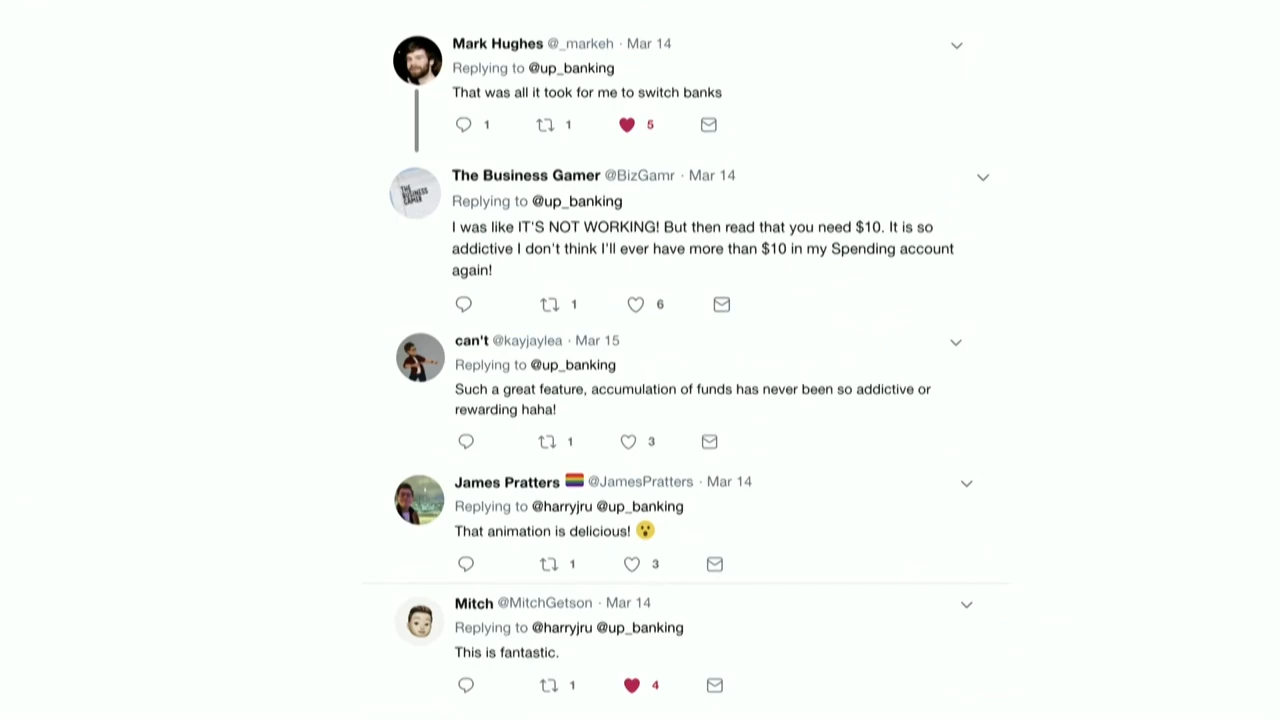 Mark Hughes @_markeh · Mar 14
Replying to @up_banking
That was all it took for me to switch banks
1 1 5
THE
BUSINESS
GAMER
The Business Gamer @BizGamr · Mar 14
Replying to @up_banking
I was like IT'S NOT WORKING! But then read that you need $10. It is so
addictive I don't think I'll ever have more than $10 in my Spending account
again!
1 6
can't @kayjaylea · Mar 15
Replying to @up_banking
Such a great feature, accumulation of funds has never been so addictive or
rewarding haha!
1 3
James Pratters 🏳️‍🌈 @JamesPratters · Mar 14
Replying to @harryjru @up_banking
That animation is delicious! 😮
1 3
Mitch @MitchGetson · Mar 14
Replying to @harryjru @up_banking
This is fantastic.
1 4